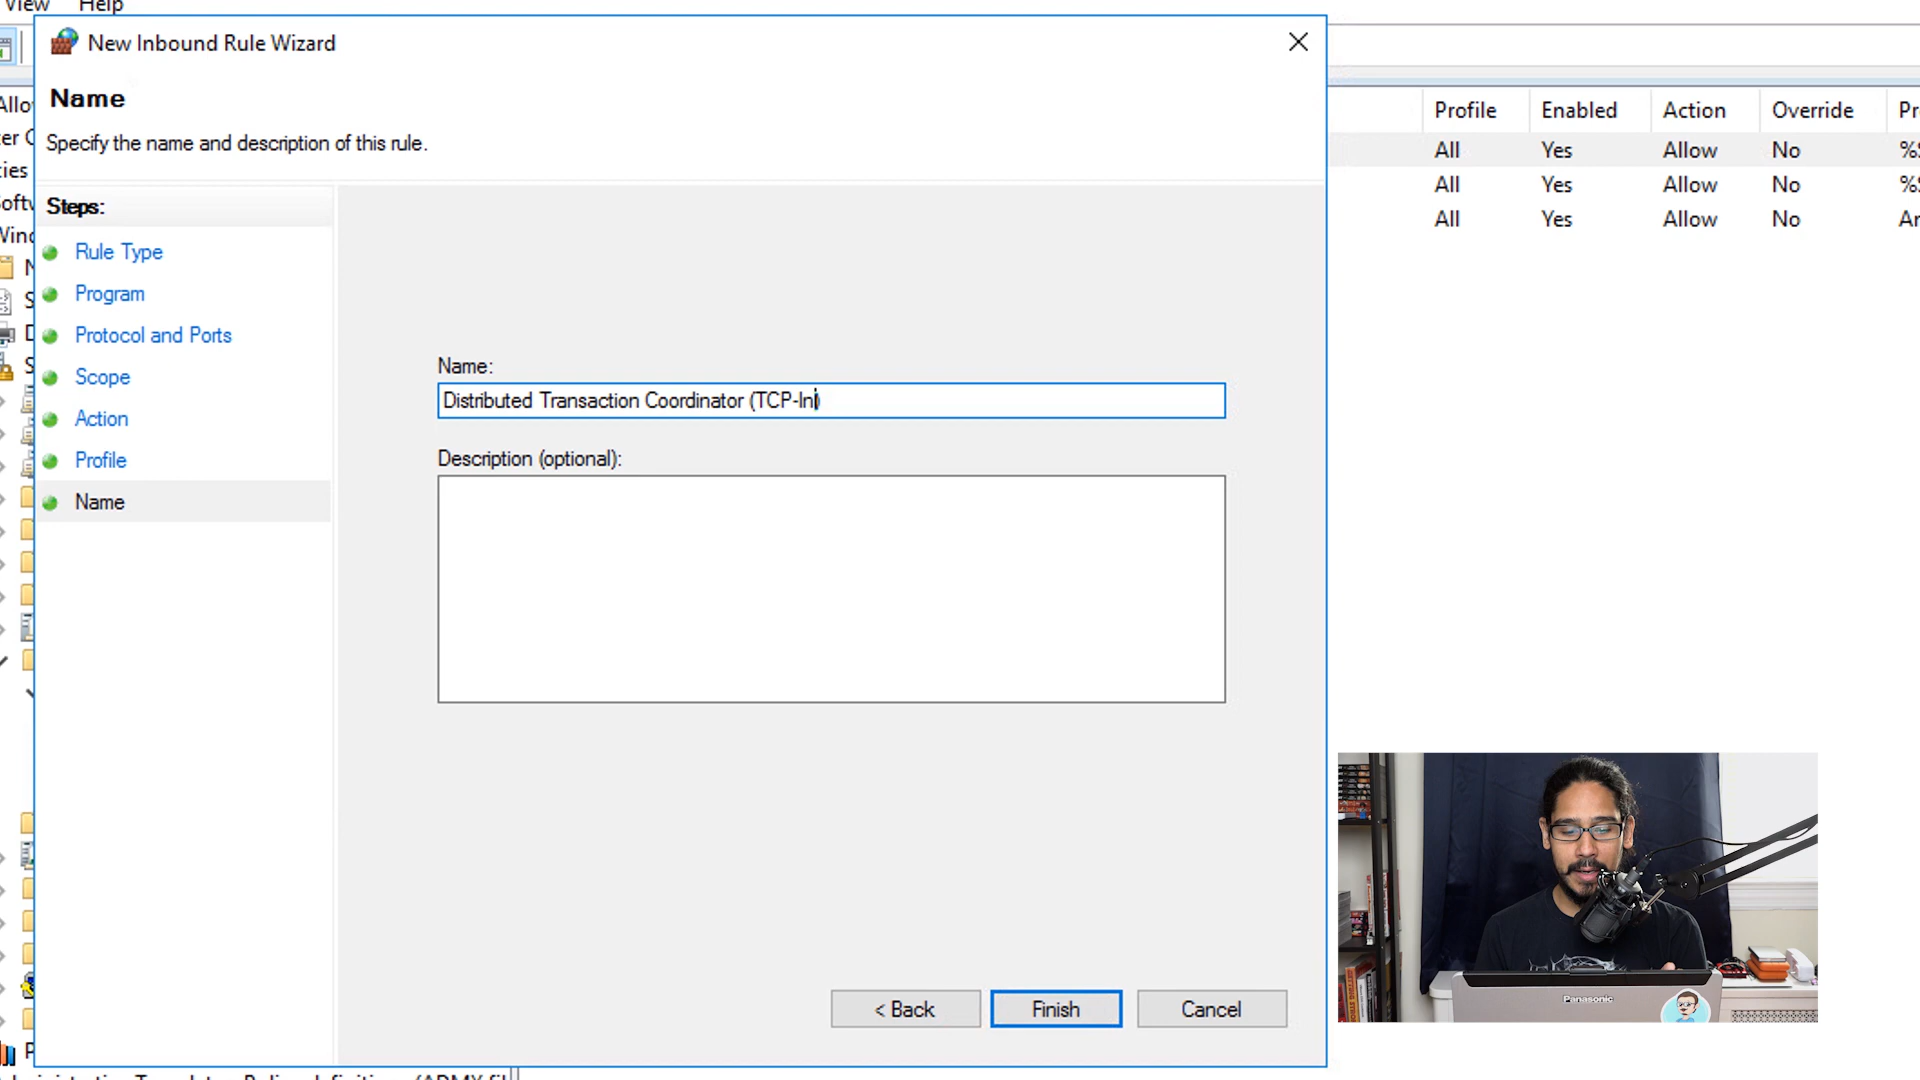 View Help
New Inbound Rule Wizard
Name
Specify the name and description of this rule.
Profile Enabled Action Override
All Yes Allow No
All Yes Allow No
All Yes Allow No
Steps:
Rule Type
Program
Protocol and Ports
Scope
Action
Profile
Name
Name:
Distributed Transaction Coordinator (TCP-In)
Description (optional):
< Back
Finish
Cancel
Panasonic